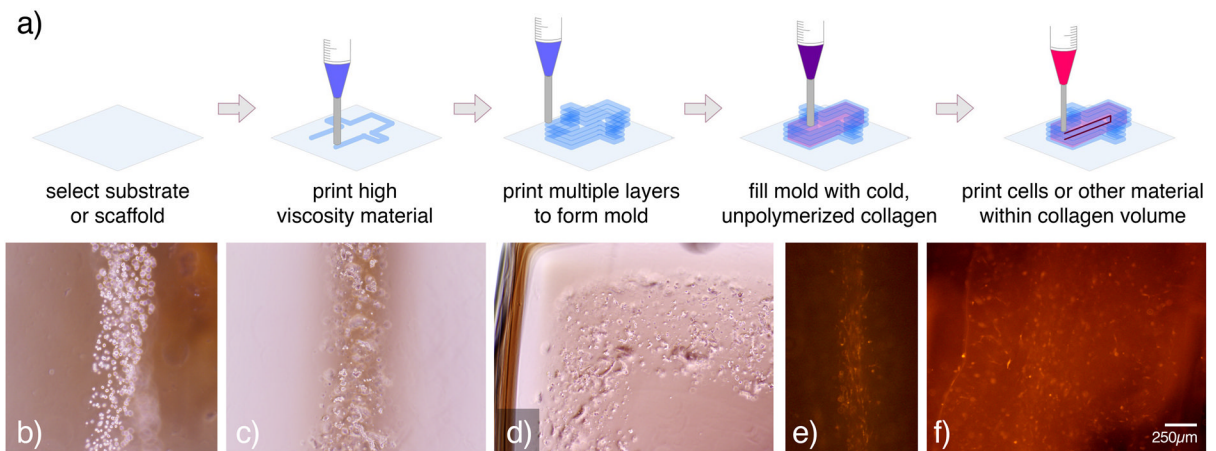 a)
select substrate
or scaffold
print high
viscosity material
print multiple layers
to form mold
fill mold with cold,
unpolymerized collagen
print cells or other material
within collagen volume
b)
c)
d)
e)
f)
250µm